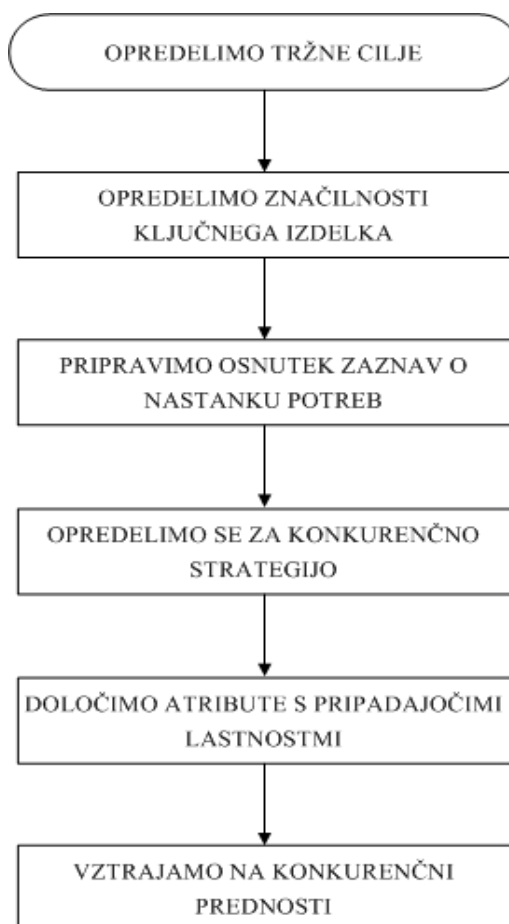 OPREDELIMO TRŽNE CILJE
OPREDELIMO ZNAČILNOSTI
KLJUČNEGA IZDELKA
PRIPRAVIMO OSNUTEK ZAZNAV O
NASTANKU POTREB
OPREDELIMO SE ZA KONKURENČNO
STRATEGIJO
DOLOČIMO ATRIBUTE S PRIPADAJOČIMI
LASTNOSTMI
VZTRAJAMO NA KONKURENČNI
PREDNOSTI